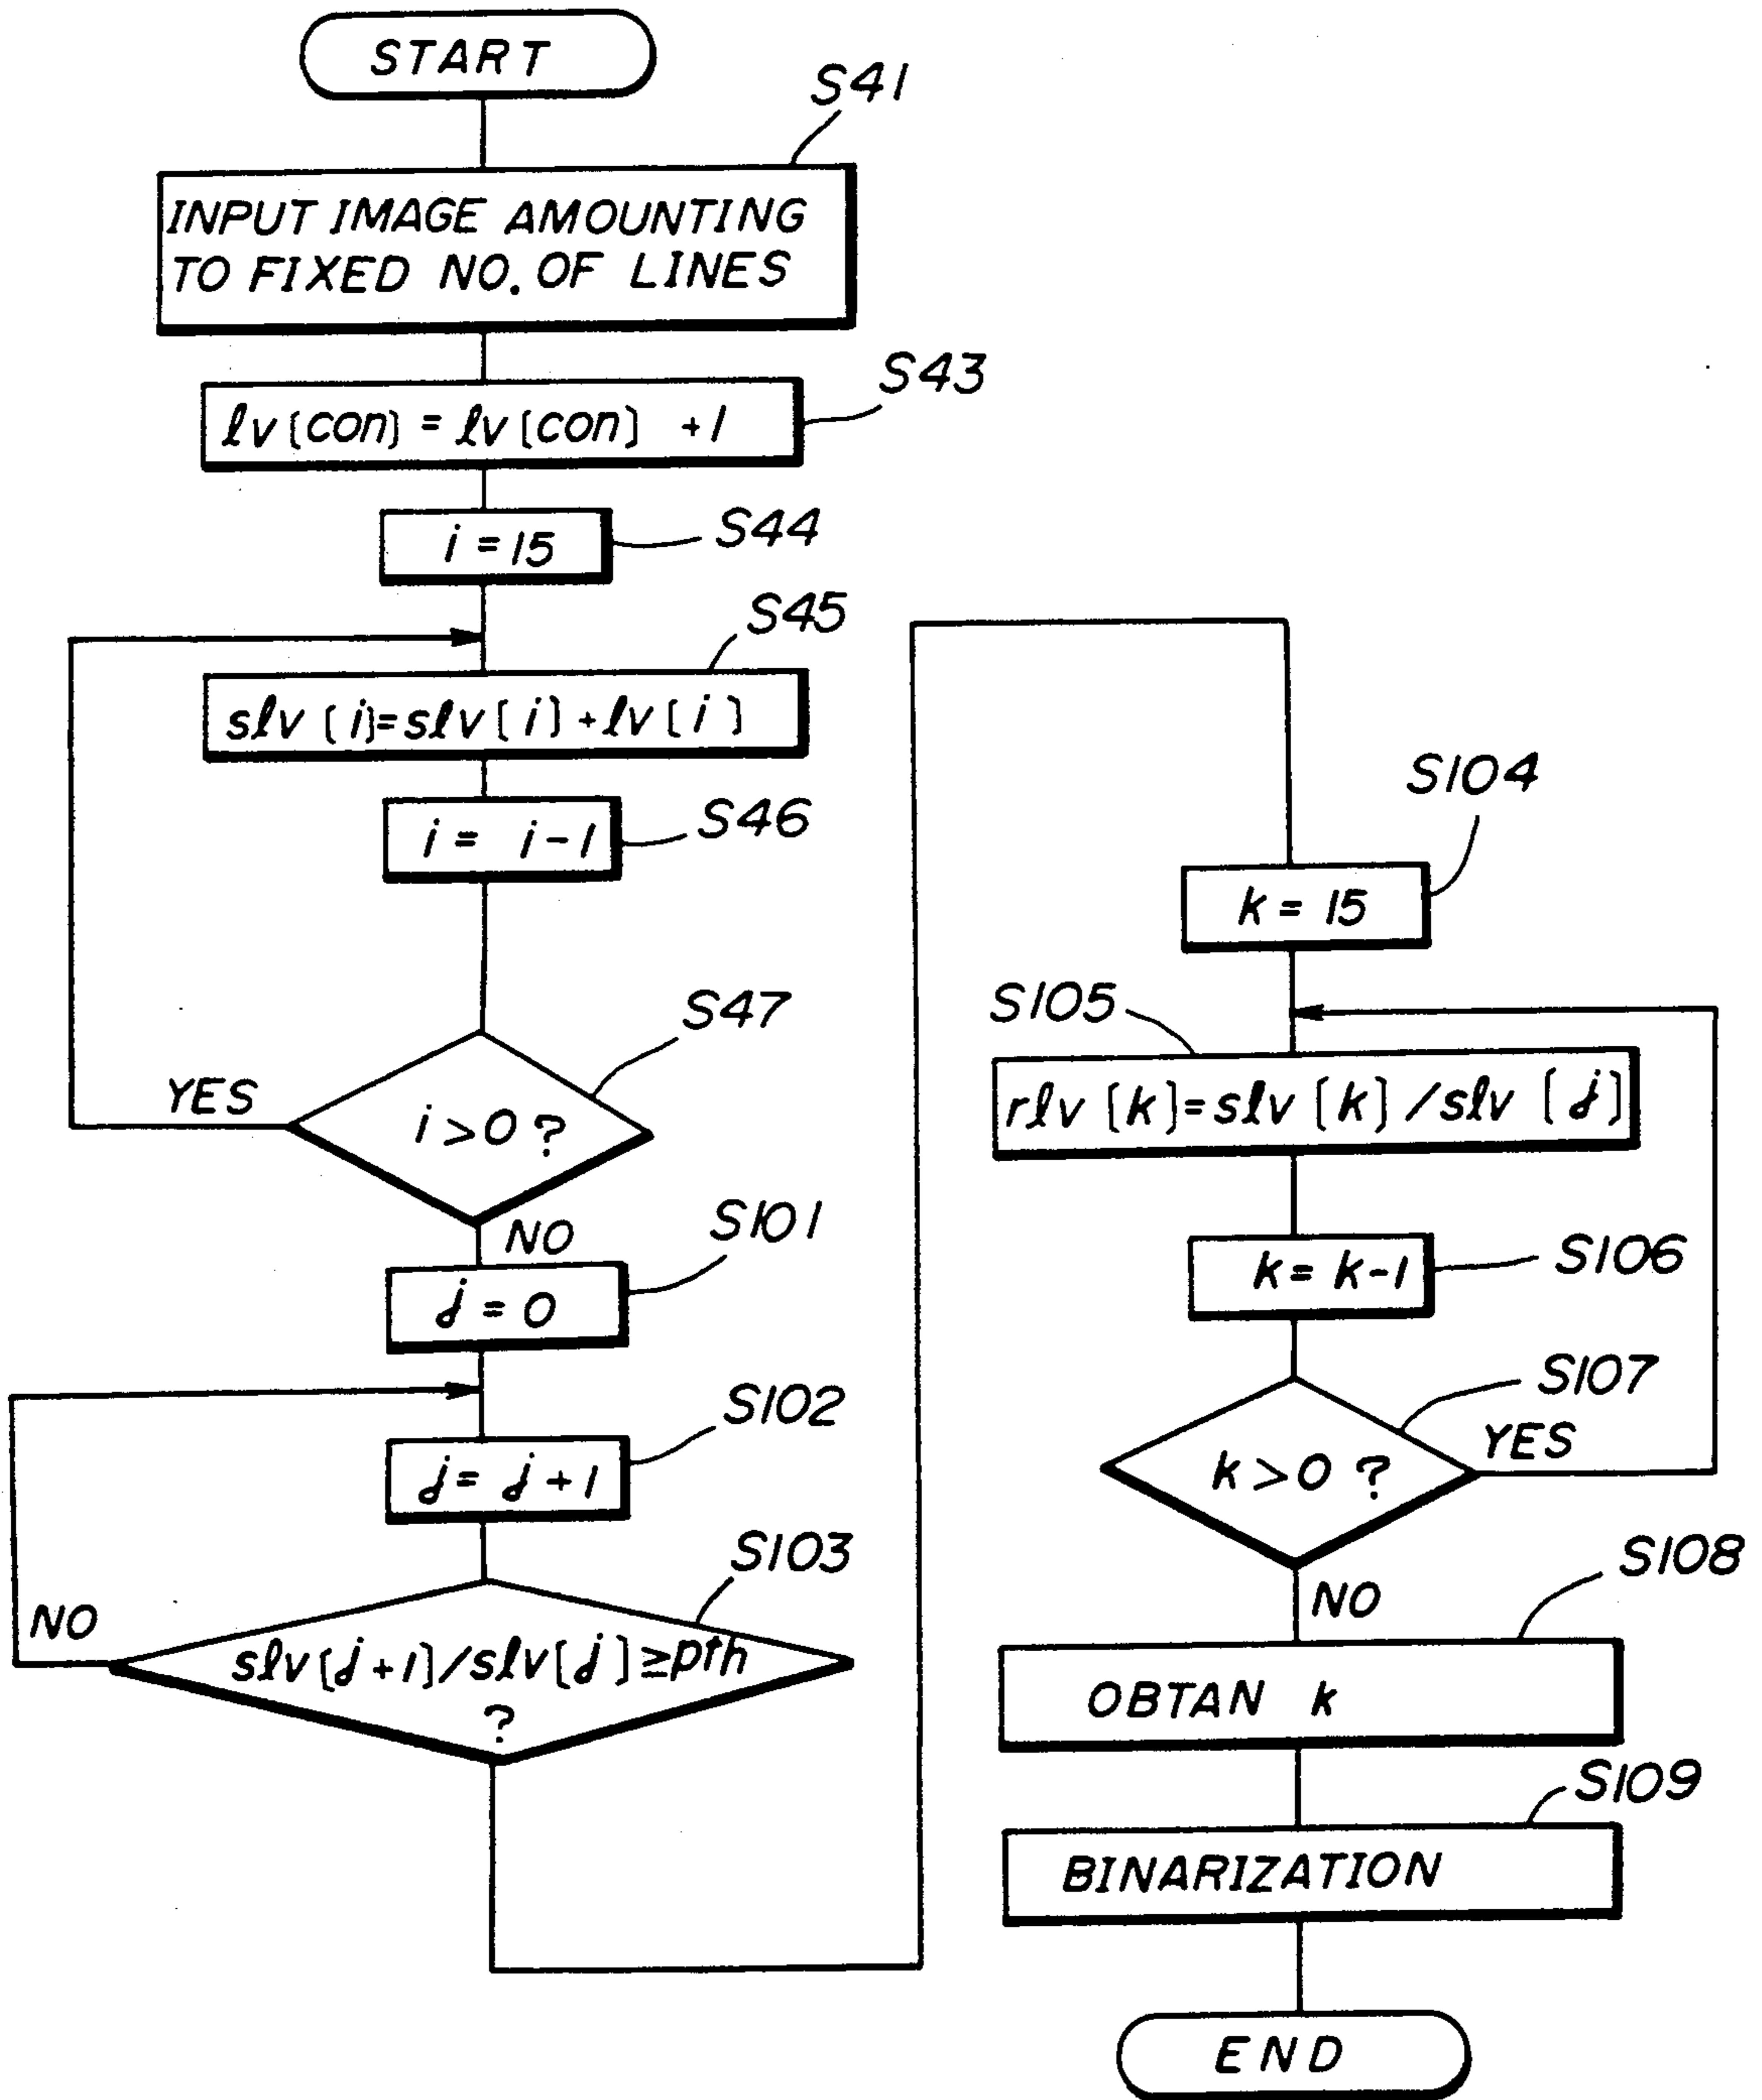 START
S41
INPUT IMAGE AMOUNTING
TO FIXED NO. OF LINES
S43
lv[con] = lv[con] +1
S44
i = 15
S45
slv[i]=slv[i]+lv[i]
S46
i = i-1
S47
i>0?
YES
NO
S101
j = 0
S102
j = j+1
S103
slv[j+1]/slv[j]≥pth
?
NO
S104
k = 15
S105
rlv[k]=slv[k]/slv[j]
S106
k = k-1
S107
k>0?
YES
NO
S108
OBTAN k
S109
BINARIZATION
END